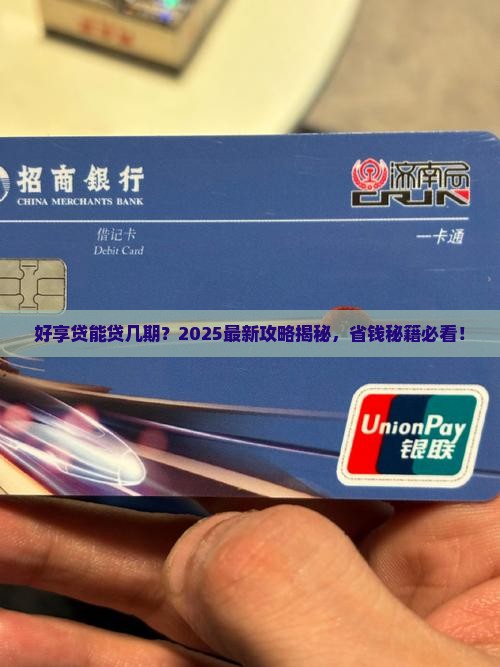 招商銀行
CHINA MERCHANTS BANK
济南局
CRJN
借记卡
Debit Card
一卡通
好享贷能贷几期？2025最新攻略揭秘，省钱秘籍必看！
UnionPay
银联